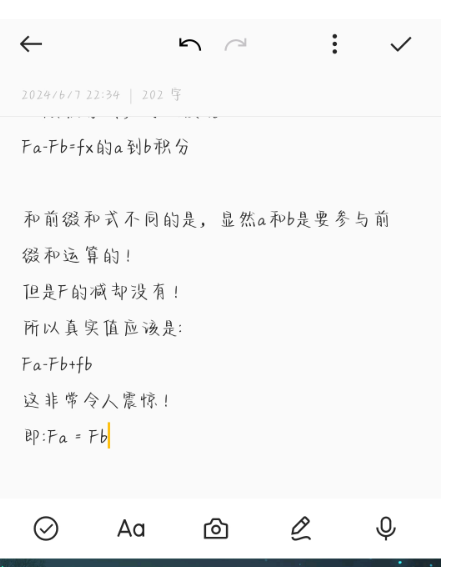 2024/6/7 22:34 | 202 字
Fa-Fb=fx的a到b积分
和前缀和式不同的是，显然a和b是要参与前
缀和运算的！
但是F的减却没有！
所以真实值应该是:
Fa-Fb+fb
这非常令人震惊！
即:Fa = Fb
Aa